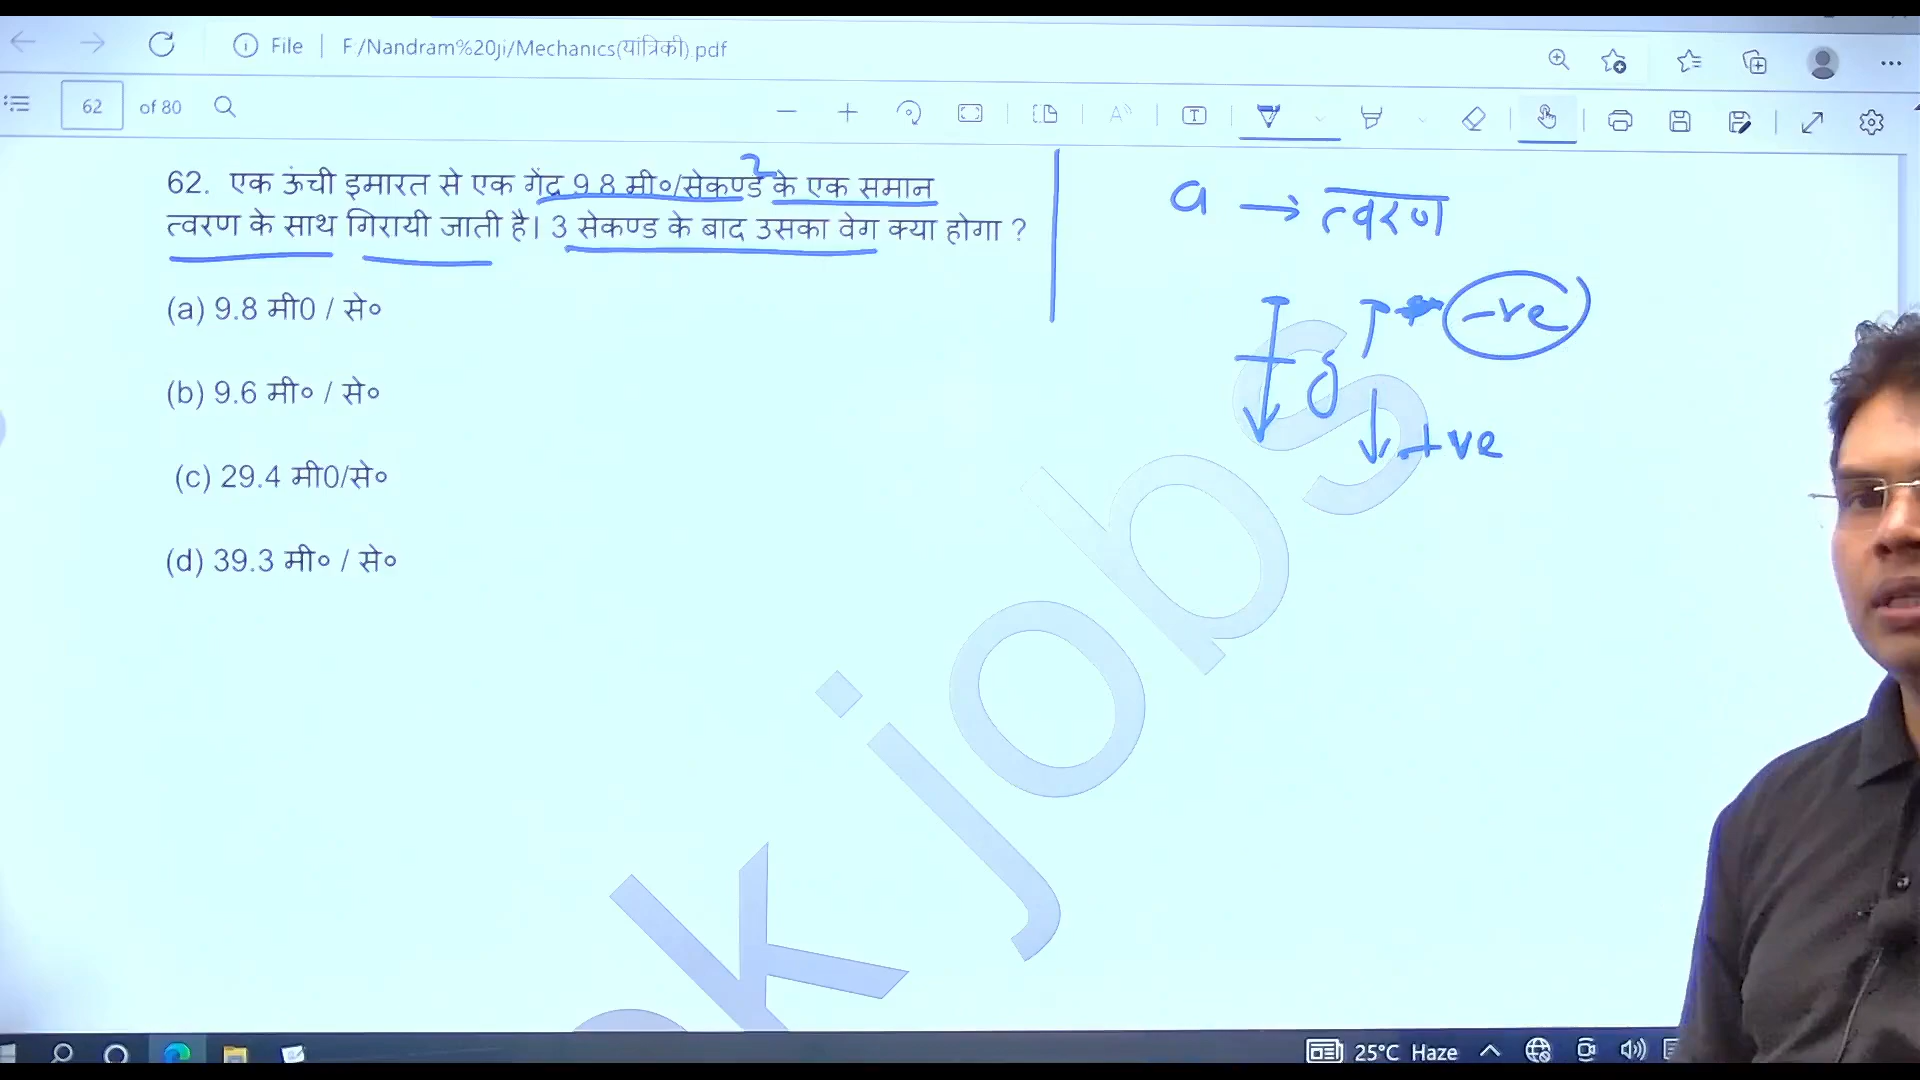 File | F:/Nandram%20ji/Mechanics(यांत्रिकी).pdf
62 of 80
62. एक ऊंची इमारत से एक गेंद 9 8 मी०/सेकण्ड 2 के एक समान
त्वरण के साथ गिरायी जाती है। 3 सेकण्ड के बाद उसका वेग क्या होगा ?
(a) 9.8 मी0 / से०
(b) 9.6 मी० / से०
(c) 29.4 मी0/से०
(d) 39.3 मी० / से०
a → त्वरण
-ve
g
+ve
k jobs
25°C Haze